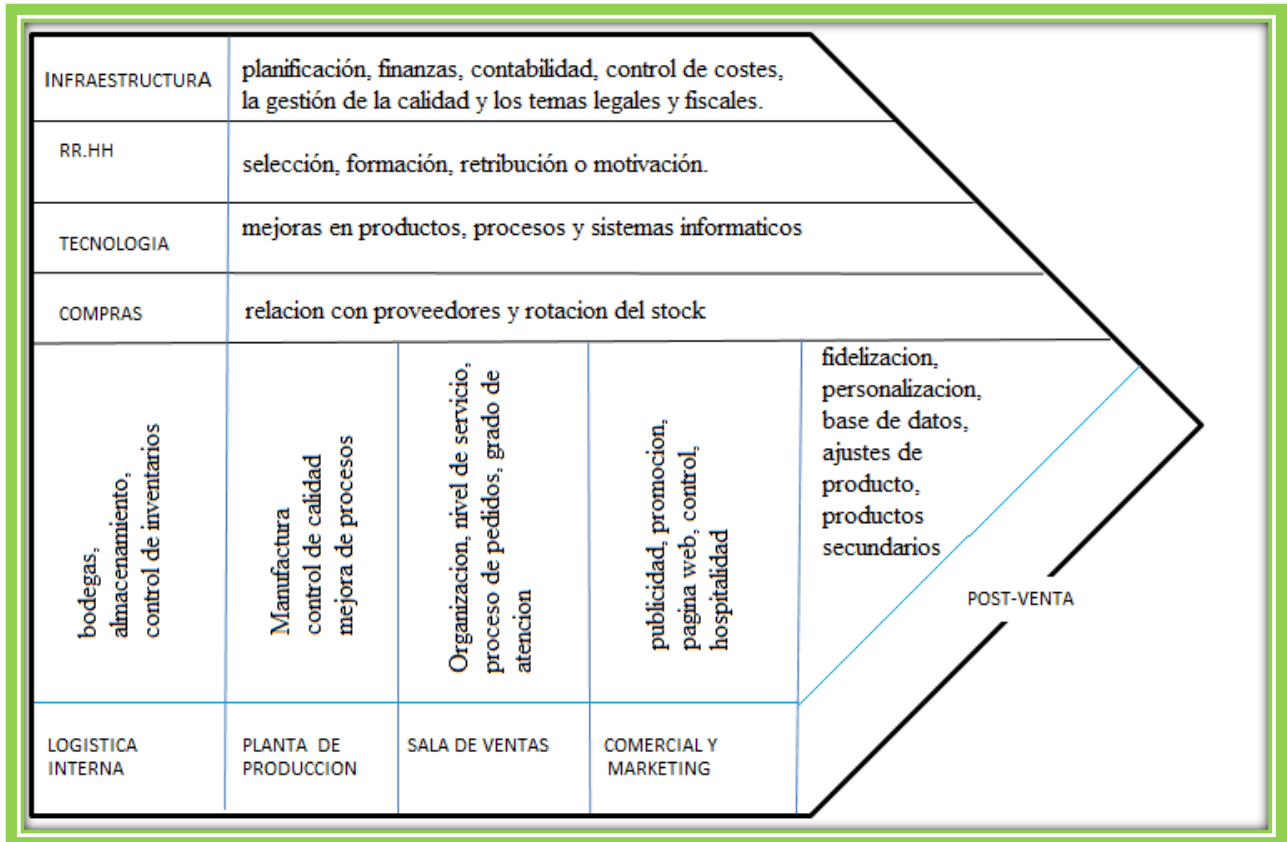 INFRAESTRUCTURA
planificación, finanzas, contabilidad, control de costes,
la gestión de la calidad y los temas legales y fiscales.
RR.HH
selección, formación, retribución o motivación.
TECNOLOGIA
mejoras en productos, procesos y sistemas informaticos
COMPRAS
relacion con proveedores y rotacion del stock
bodegas,
almacenamiento,
control de inventarios
Manufactura
control de calidad
mejora de procesos
Organizacion, nivel de servicio,
proceso de pedidos, grado de
atencion
publicidad, promocion,
pagina web, control,
hospitalidad
fidelizacion,
personalizacion,
base de datos,
ajustes de
producto,
productos
secundarios
POST-VENTA
LOGISTICA
INTERNA
PLANTA DE
PRODUCCION
SALA DE VENTAS
COMERCIAL Y
MARKETING